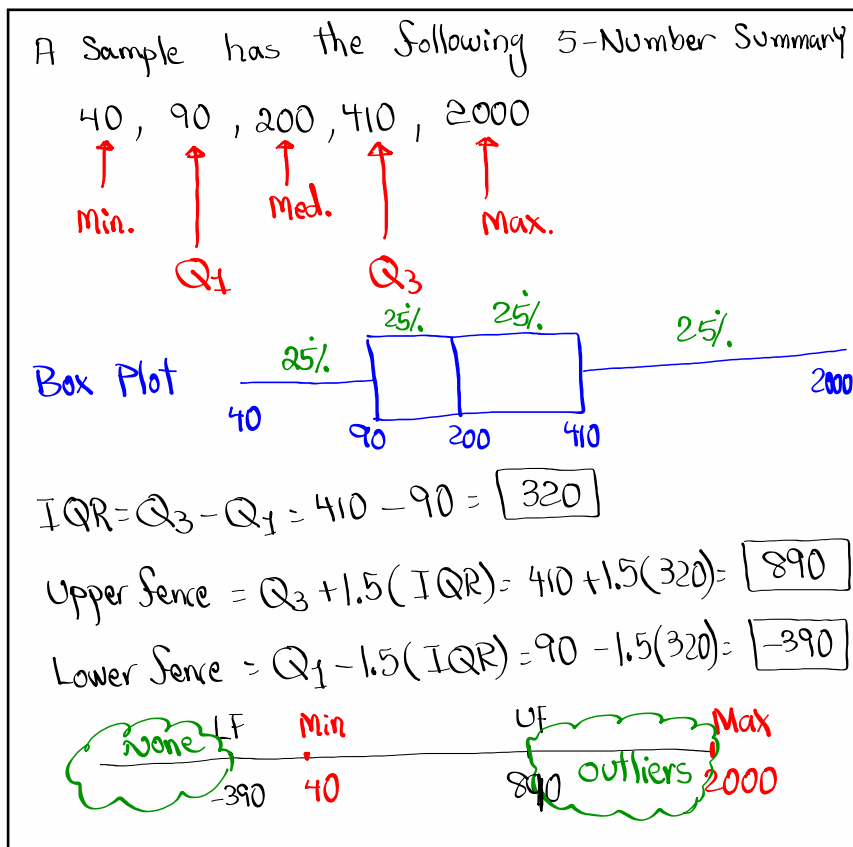 A Sample has the following 5-Number Summary
40, 90, 200, 410, 2000
Min. Med. Max.
Q1 Q3
25% 25% 25% 25%
Box Plot
40 90 200 410 2000
IQR = Q3 - Q1 = 410 - 90 = 320
Upper fence = Q3 + 1.5(IQR) = 410 + 1.5(320) = 890
Lower fence = Q1 - 1.5(IQR) = 90 - 1.5(320) = -390
LF Min UF Max
None outliers
-390 40 890 2000